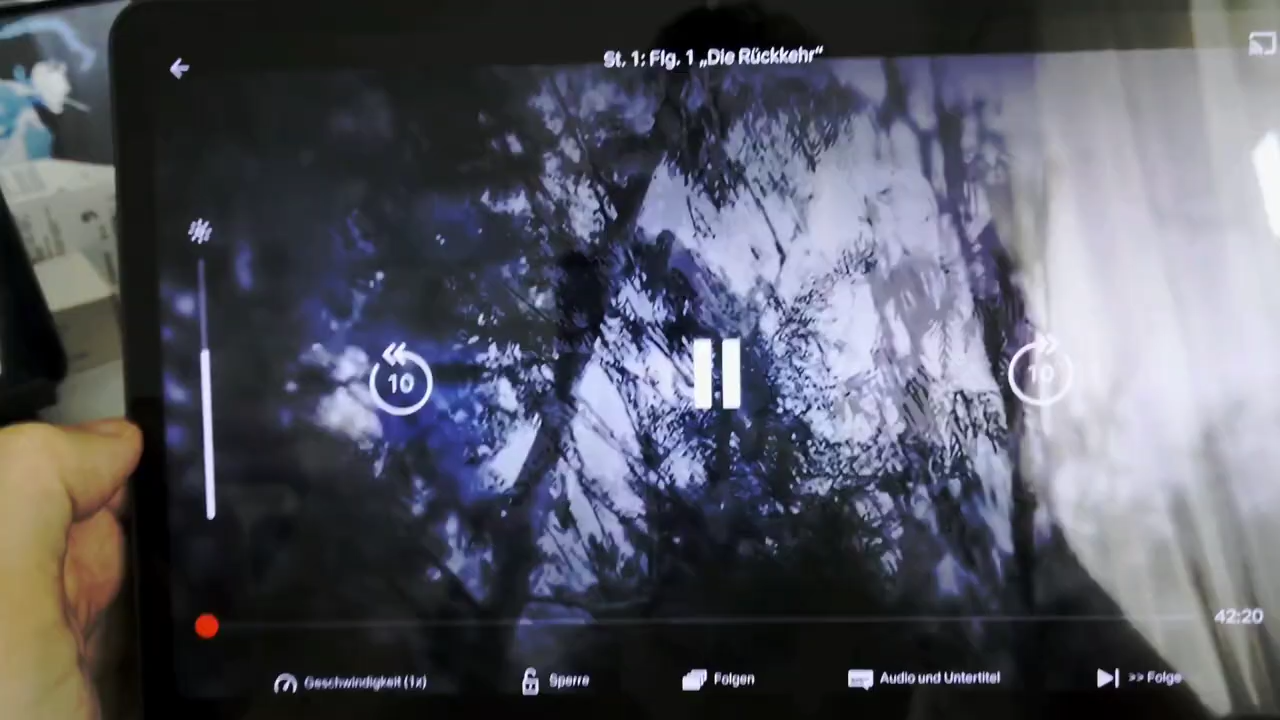 St. 1: Flg. 1 „Die Rückkehr“
10
10
42:20
Geschwindigkeit (1x)
Sperre
Folgen
Audio und Untertitel
>> Folge